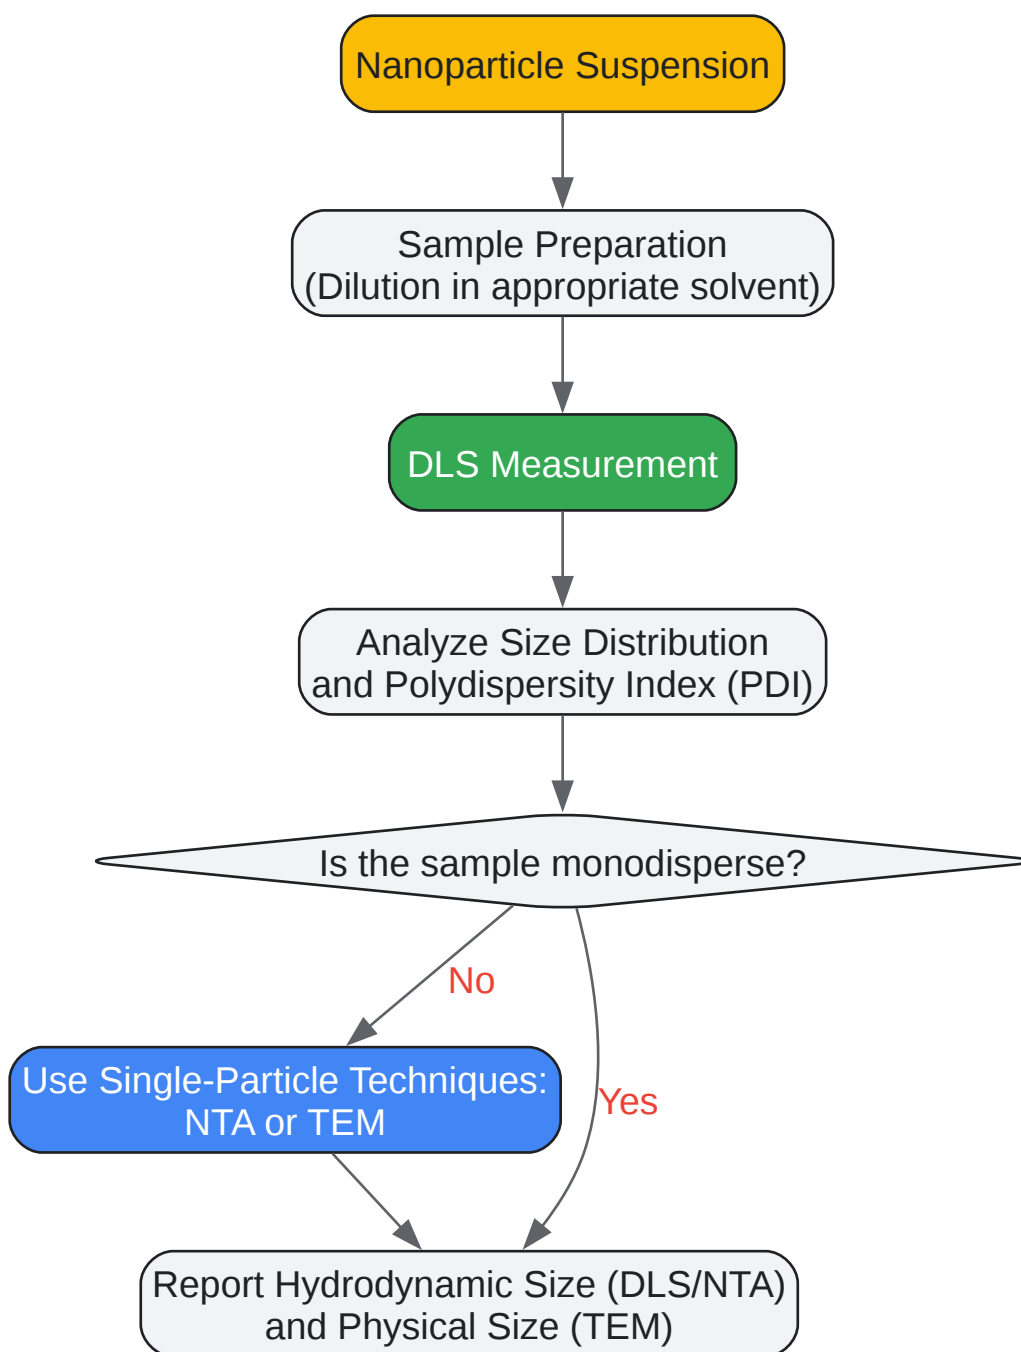 Nanoparticle Suspension
Sample Preparation
(Dilution in appropriate solvent)
DLS Measurement
Analyze Size Distribution
and Polydispersity Index (PDI)
Is the sample monodisperse?
No
Use Single-Particle Techniques:
NTA or TEM
Yes
Report Hydrodynamic Size (DLS/NTA)
and Physical Size (TEM)